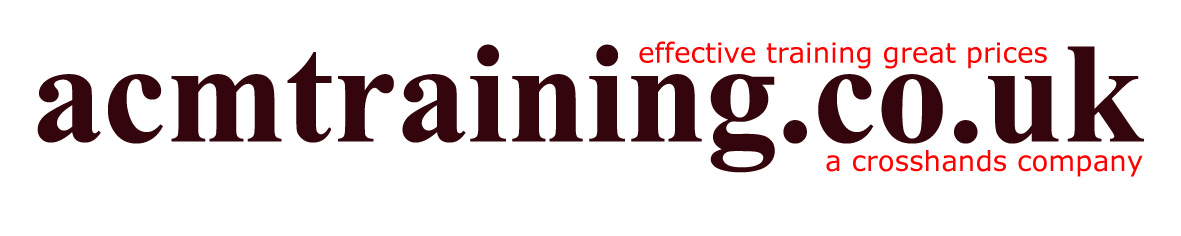 effective training great prices
acmtraining.co.uk
a crosshands company